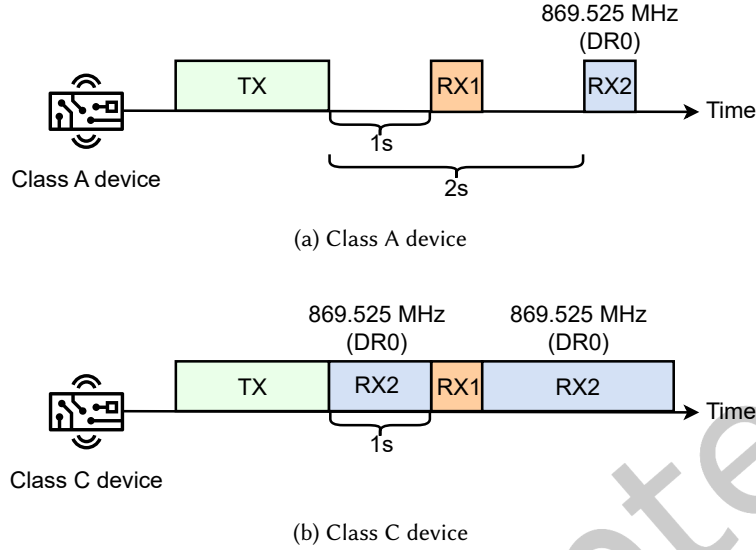 869.525 MHz
(DR0)
TX
RX1
RX2
Time
1s
2s
Class A device
(a) Class A device
869.525 MHz
(DR0)
869.525 MHz
(DR0)
TX
RX2
RX1
RX2
Time
1s
Class C device
(b) Class C device